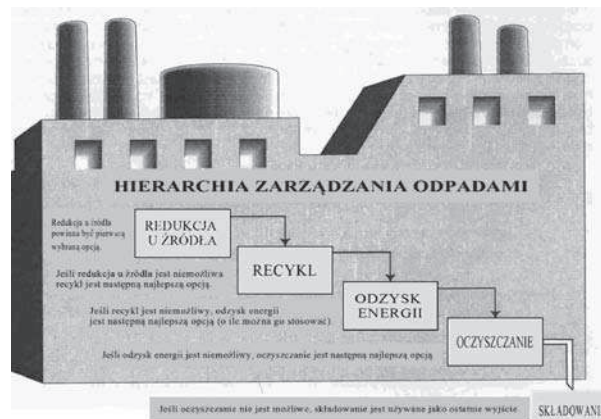 HIERARCHIA ZARZĄDZANIA ODPADAMI
Redukcja u źródła
powinna być pierwszą
wybraną opcją.
REDUKCJA
U ŹRÓDŁA
Jeśli redukcja u źródła jest niemożliwa
recykl jest następną najlepszą opcją.
RECYKL
Jeśli recykl jest niemożliwy, odzysk energii
jest następną najlepszą opcją (o ile można go stosować).
ODZYSK
ENERGII
Jeśli odzysk energii jest niemożliwy, oczyszczanie jest następną najlepszą opcją
OCZYSZCZANIE
Jeśli oczyszczanie nie jest możliwe, składowanie jest używane jako ostatnie wyjście.
SKŁADOWANI